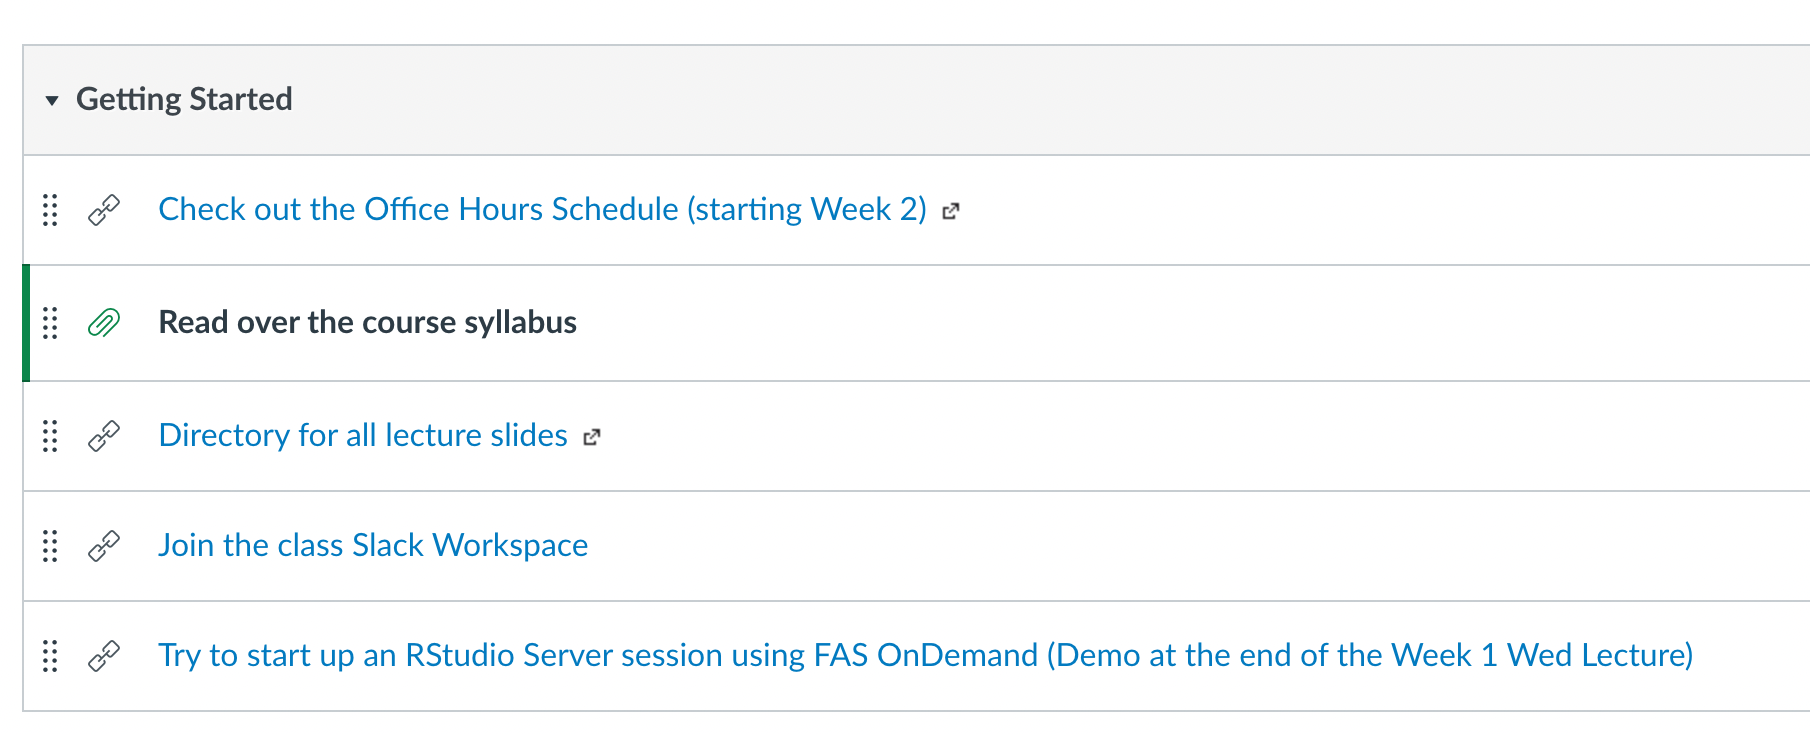 Getting Started
Check out the Office Hours Schedule (starting Week 2)
Read over the course syllabus
Directory for all lecture slides
Join the class Slack Workspace
Try to start up an RStudio Server session using FAS OnDemand (Demo at the end of the Week 1 Wed Lecture)